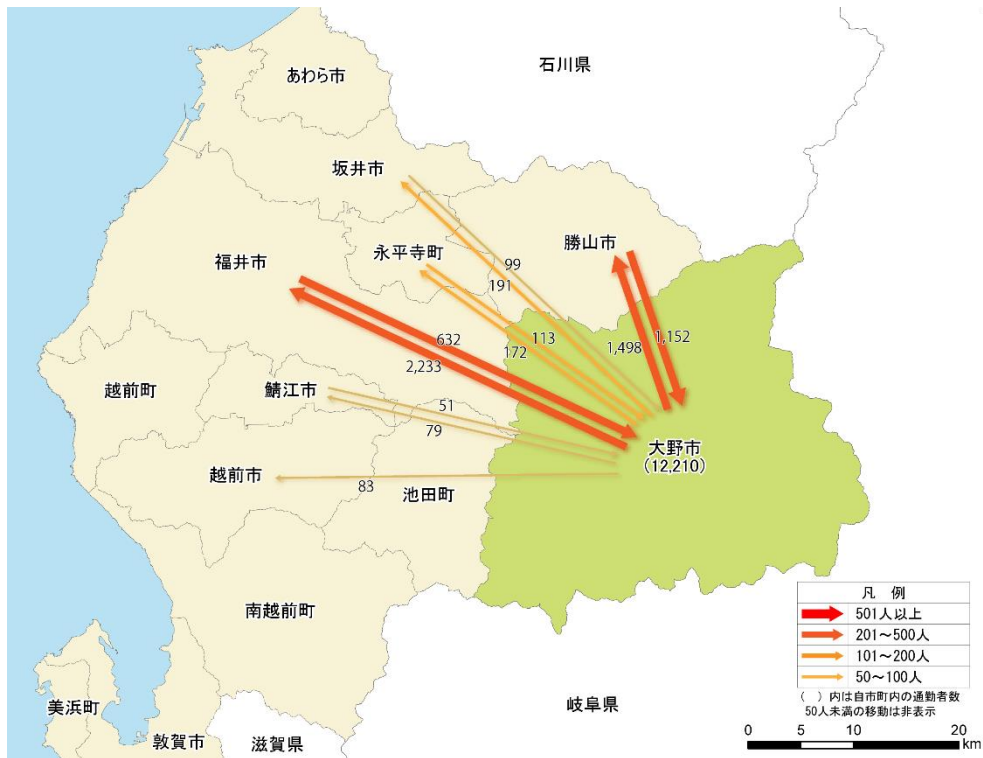 石川県
あわら市
坂井市
勝山市
永平寺町
福井市
99
191
632
2,233
172
113
1,498
1,152
越前町
鯖江市
51
79
大野市
(12,210)
越前市
83
池田町
南越前町
凡 例
501人以上
201～500人
101～200人
50～100人
( )内は自市町内の通勤者数
50人未満の移動は非表示
岐阜県
美浜町
敦賀市
滋賀県
0 5 10 20
km